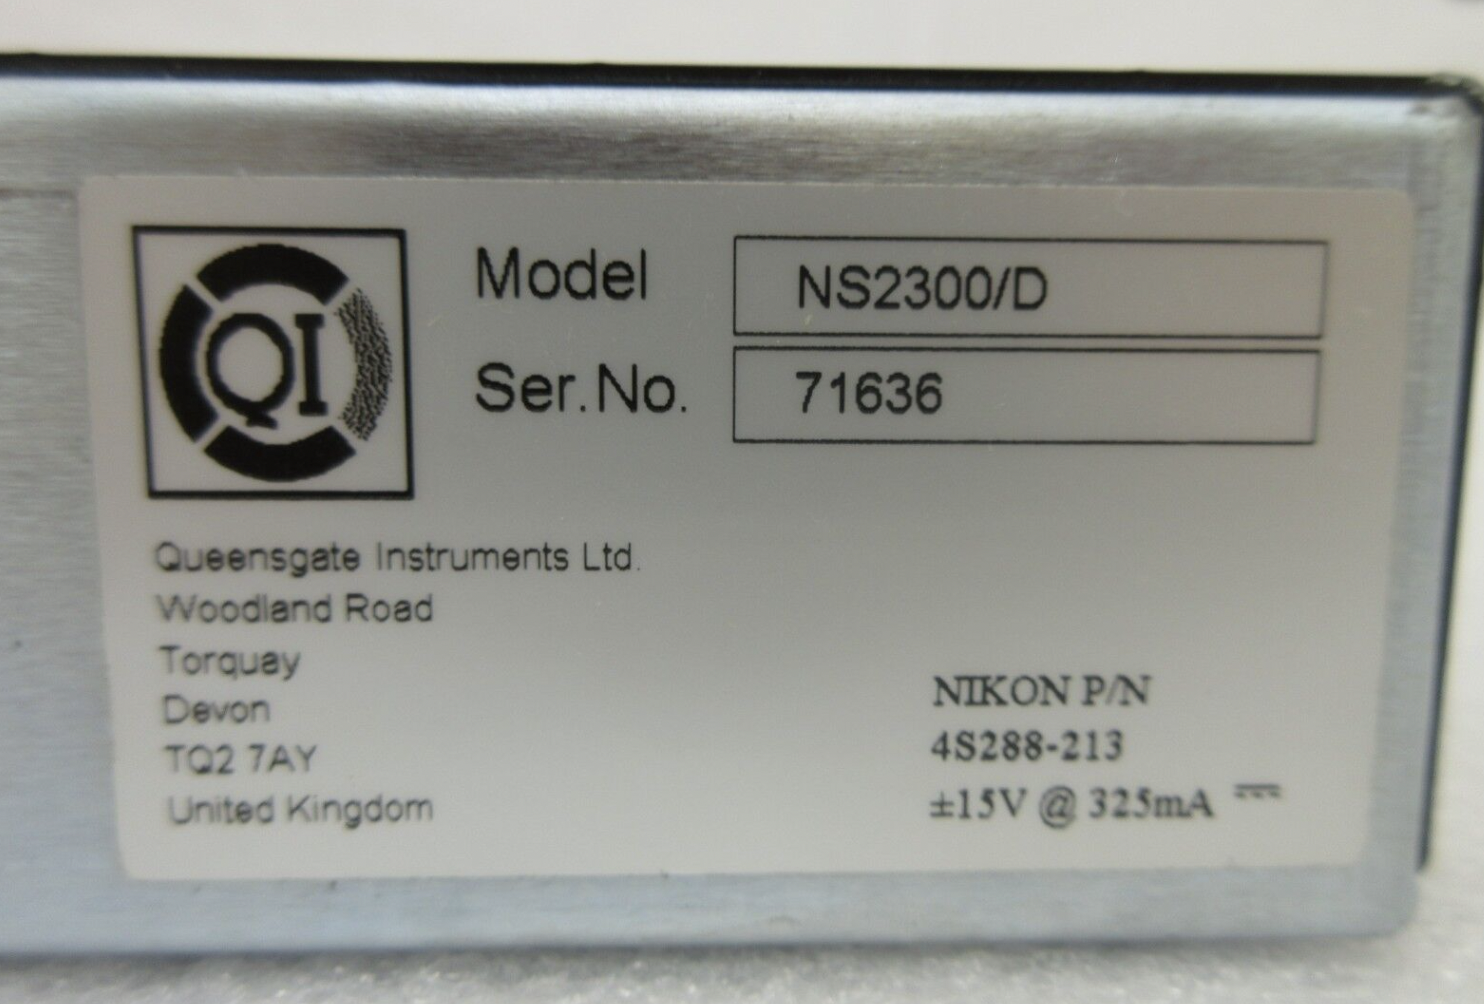 QI
Model NS2300/D
Ser.No. 71636
Queensgate Instruments Ltd.
Woodland Road
Torquay
Devon
TQ2 7AY
United Kingdom
NIKON P/N
4S288-213
±15V @ 325mA